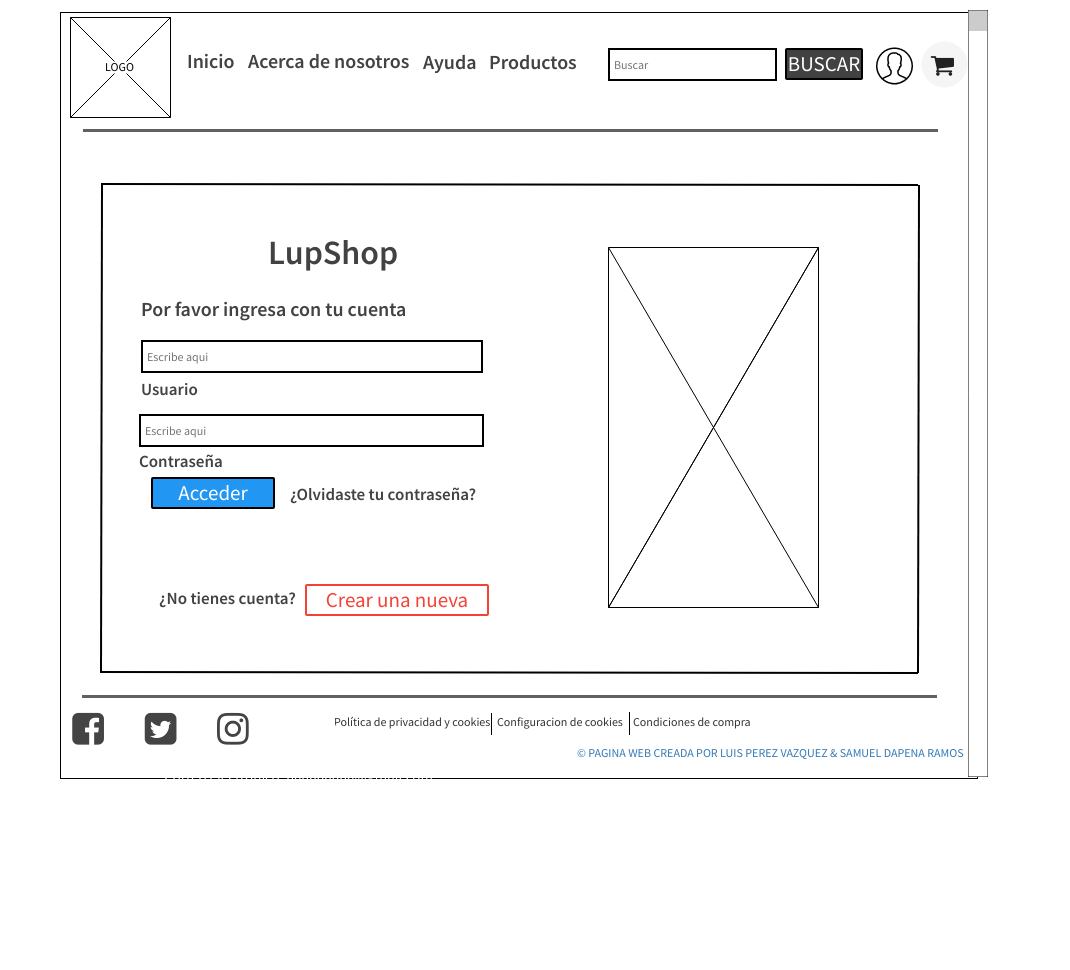 LOGO
Inicio Acerca de nosotros Ayuda Productos Buscar BUSCAR
LupShop
Por favor ingresa con tu cuenta
Escribe aqui
Usuario
Escribe aqui
Contraseña
Acceder ¿Olvidaste tu contraseña?
¿No tienes cuenta? Crear una nueva
Política de privacidad y cookies Configuracion de cookies Condiciones de compra
© PAGINA WEB CREADA POR LUIS PEREZ VAZQUEZ & SAMUEL DAPENA RAMOS